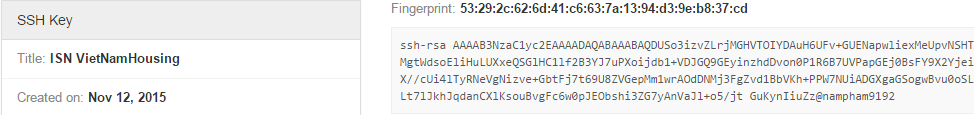 SSH Key
Title: ISN VietNamHousing
Created on: Nov 12, 2015
Fingerprint: 53:29:2c:62:6d:41:c6:63:7a:13:94:d3:9e:b8:37:cd
ssh-rsa AAAAB3NzaC1yc2EAAAADAQABAAABAQDUSo3izvZLrjMGHVTOIYDAuH6UFv+GUENapwliexMeUpvNSHT
MgtWdsoEliHuLUXxeQSGlHC1lf2B3YJ7uPXoijdb1+VDJGQ9GEyinzhdDvon0P1R6B7UVPapGEj0BsFY9X2Yjei
X//cUi4lTyRNeVgNizve+GbtFj7t69U8ZVGepMm1wrAOdDNMj3FgZvd1BbVKh+PPW7NUiADGXgaGSogwBvu0oSL
Lt7lJkhJqdanCXlKsouBvgFc6w0pJEObshi3ZG7yAnVaJl+o5/jt GuKynIiuZz@nampham9192